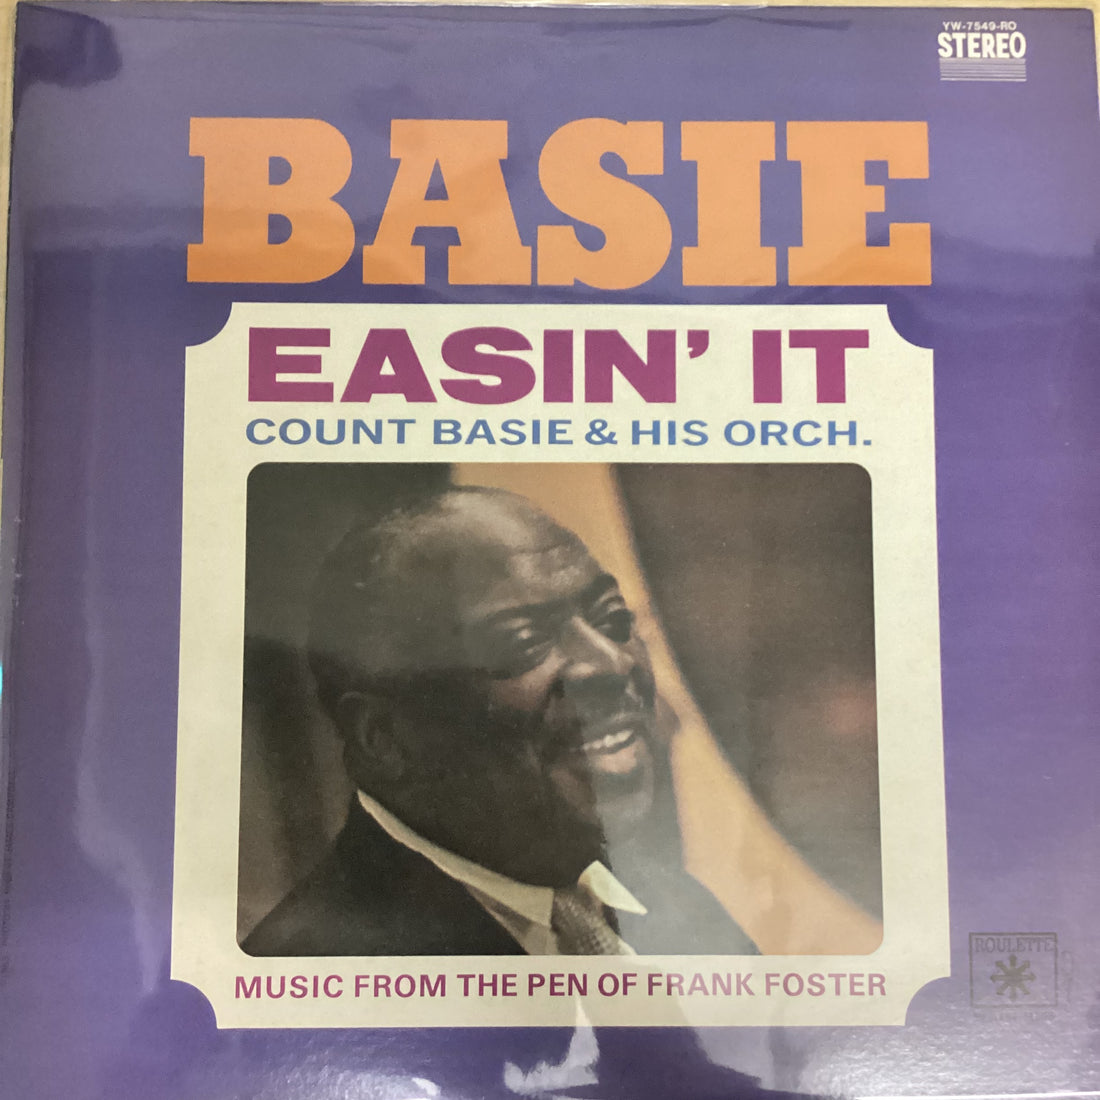 YW-7549-RO
STEREO
BASIE
EASIN' IT
COUNT BASIE & HIS ORCH.
MUSIC FROM THE PEN OF FRANK FOSTER
ROULETTE